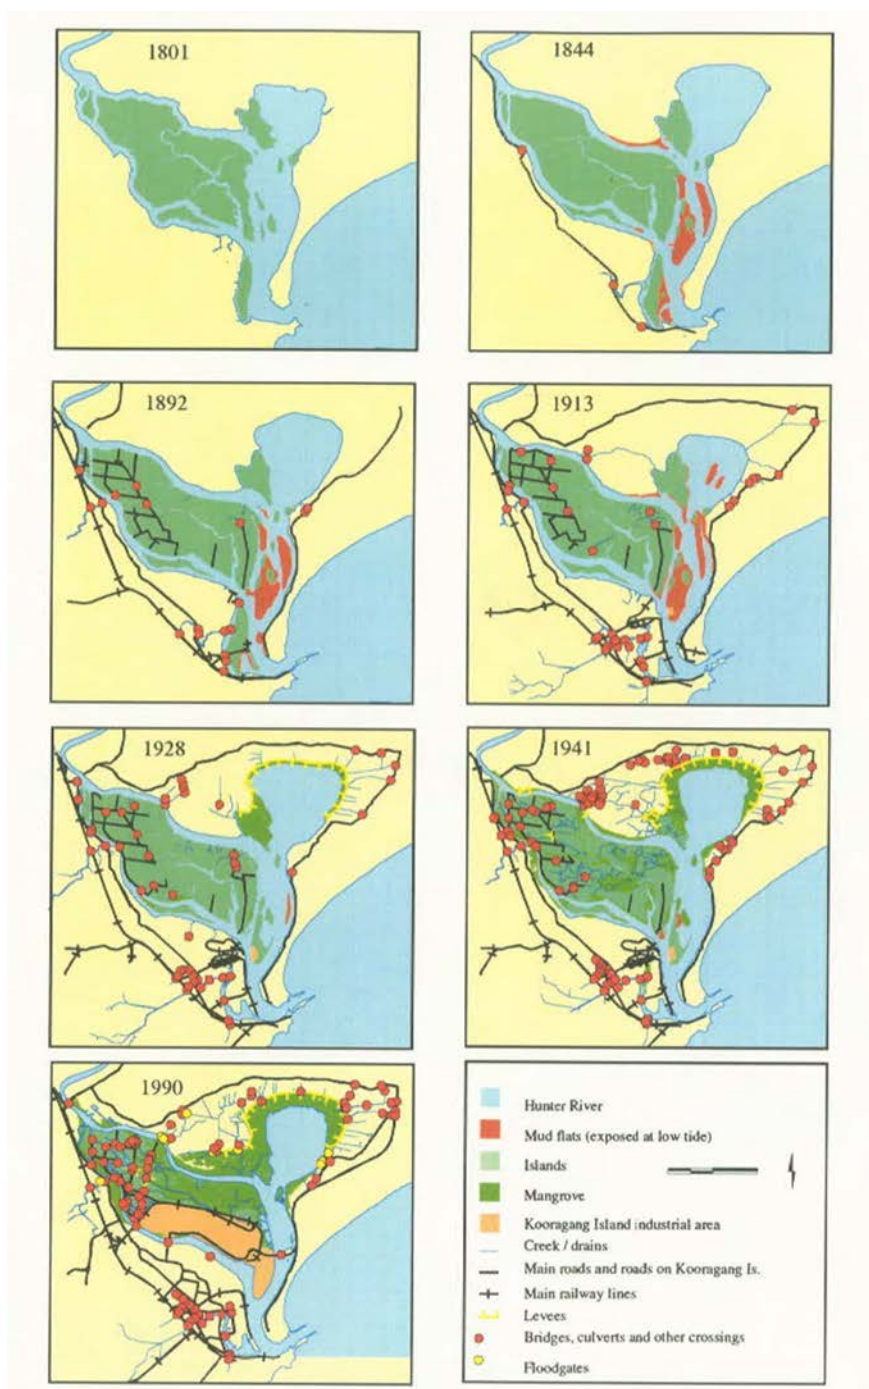 1801
1844
1892
1913
1928
1941
1990
Hunter River
Mud flats (exposed at low tide)
Islands
Mangrove
Kooragang Island industrial area
Creek / drains
Main roads and roads on Kooragang Is.
Main railway lines
Levees
Bridges, culverts and other crossings
Floodgates